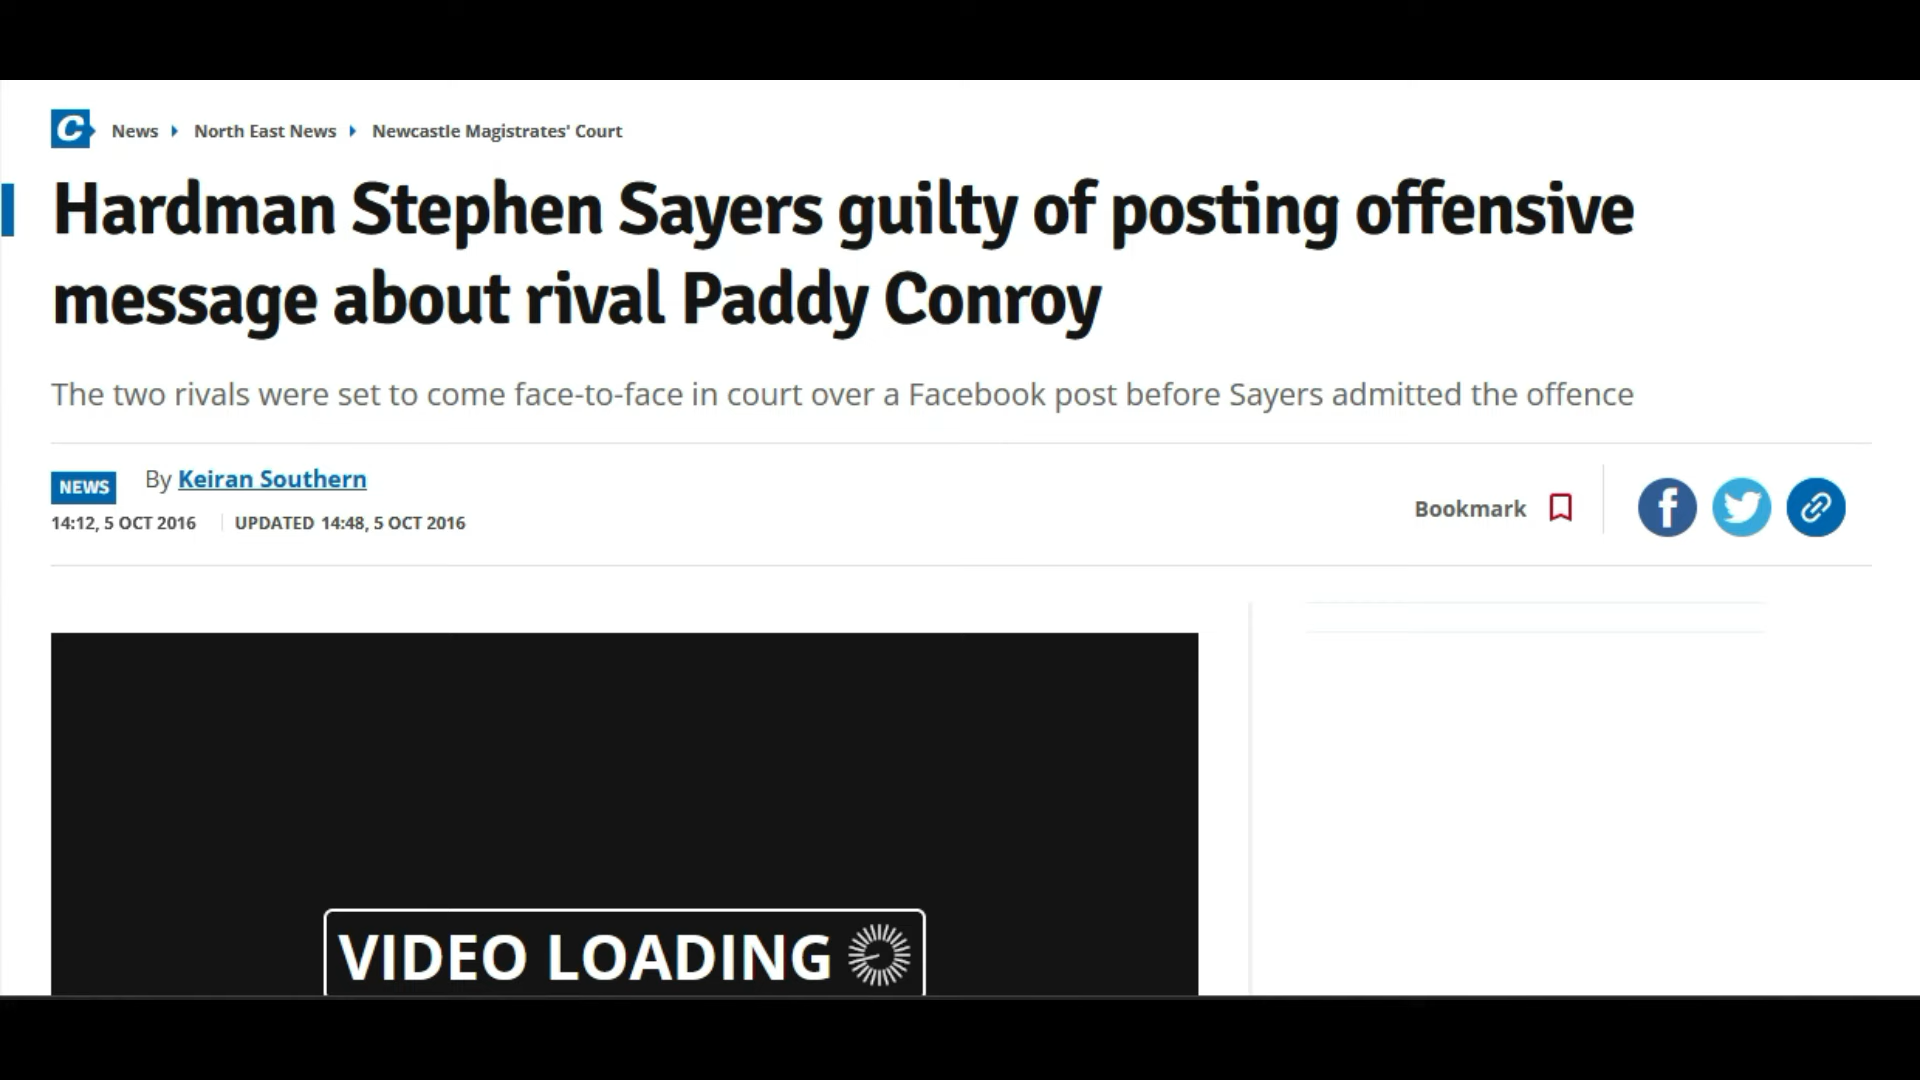 C News North East News Newcastle Magistrates' Court
Hardman Stephen Sayers guilty of posting offensive
message about rival Paddy Conroy
The two rivals were set to come face-to-face in court over a Facebook post before Sayers admitted the offence
NEWS By Keiran Southern
14:12, 5 OCT 2016 UPDATED 14:48, 5 OCT 2016
Bookmark
VIDEO LOADING